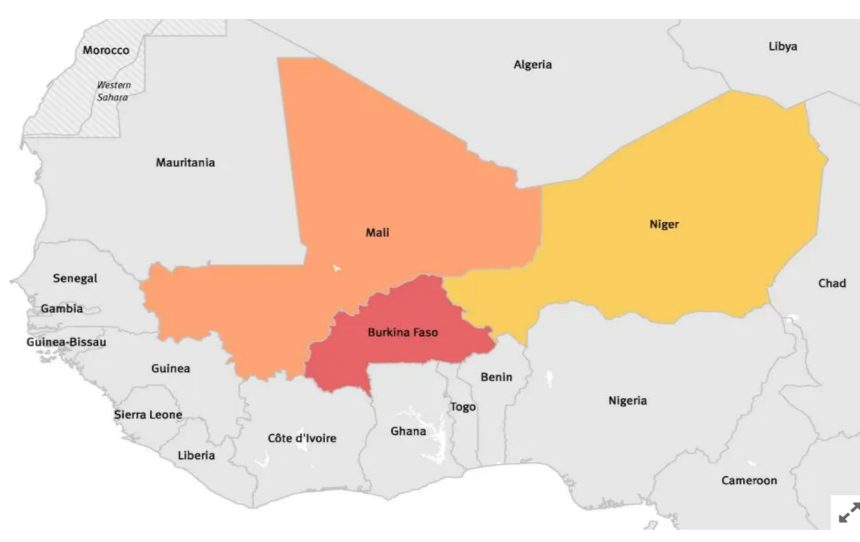 Morocco
Libya
Algeria
Western
Sahara
Mauritania
Mali
Niger
Senegal
Chad
Gambia
Burkina Faso
Guinea-Bissau
Guinea
Benin
Nigeria
Togo
Sierra Leone
Ghana
Côte d'Ivoire
Liberia
Cameroon